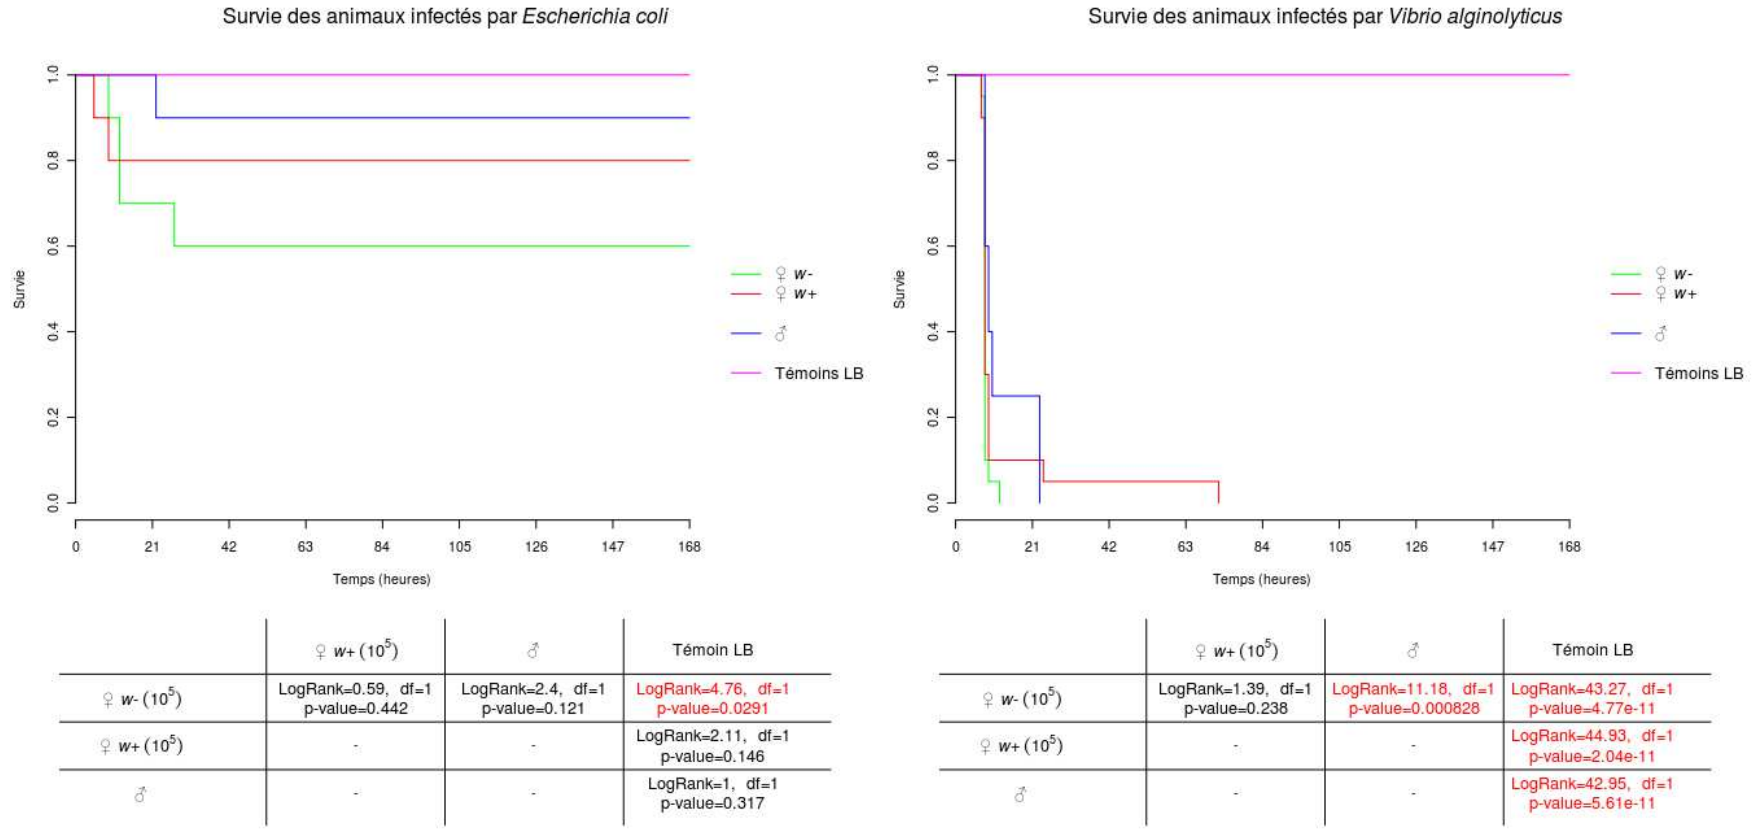 Survie des animaux infectés par Escherichia coli
1.0
0.8
0.6
0.4
0.2
0.0
Survie
0 21 42 63 84 105 126 147 168
Temps (heures)
♀ w-
♀ w+
♂
Témoins LB
♀ w+ (10⁵) ♂ Témoin LB
♀ w- (10⁵) LogRank=0.59, df=1 LogRank=2.4, df=1 LogRank=4.76, df=1
p-value=0.442 p-value=0.121 p-value=0.0291
♀ w+ (10⁵) - - LogRank=2.11, df=1
p-value=0.146
♂ - - LogRank=1, df=1
p-value=0.317
Survie des animaux infectés par Vibrio alginolyticus
1.0
0.8
0.6
0.4
0.2
0.0
Survie
0 21 42 63 84 105 126 147 168
Temps (heures)
♀ w-
♀ w+
♂
Témoins LB
♀ w+ (10⁵) ♂ Témoin LB
♀ w- (10⁵) LogRank=1.39, df=1 LogRank=11.18, df=1 LogRank=43.27, df=1
p-value=0.238 p-value=0.000828 p-value=4.77e-11
♀ w+ (10⁵) - - LogRank=44.93, df=1
p-value=2.04e-11
♂ - - LogRank=42.95, df=1
p-value=5.61e-11